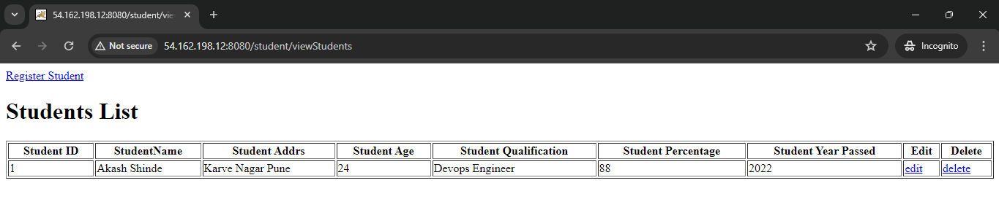 54.162.198.12:8080/student/vie
Not secure 54.162.198.12:8080/student/viewStudents Incognito
Register Student
Students List
Student ID StudentName Student Addrs Student Age Student Qualification Student Percentage Student Year Passed Edit Delete
1 Akash Shinde Karve Nagar Pune 24 Devops Engineer 88 2022 edit delete